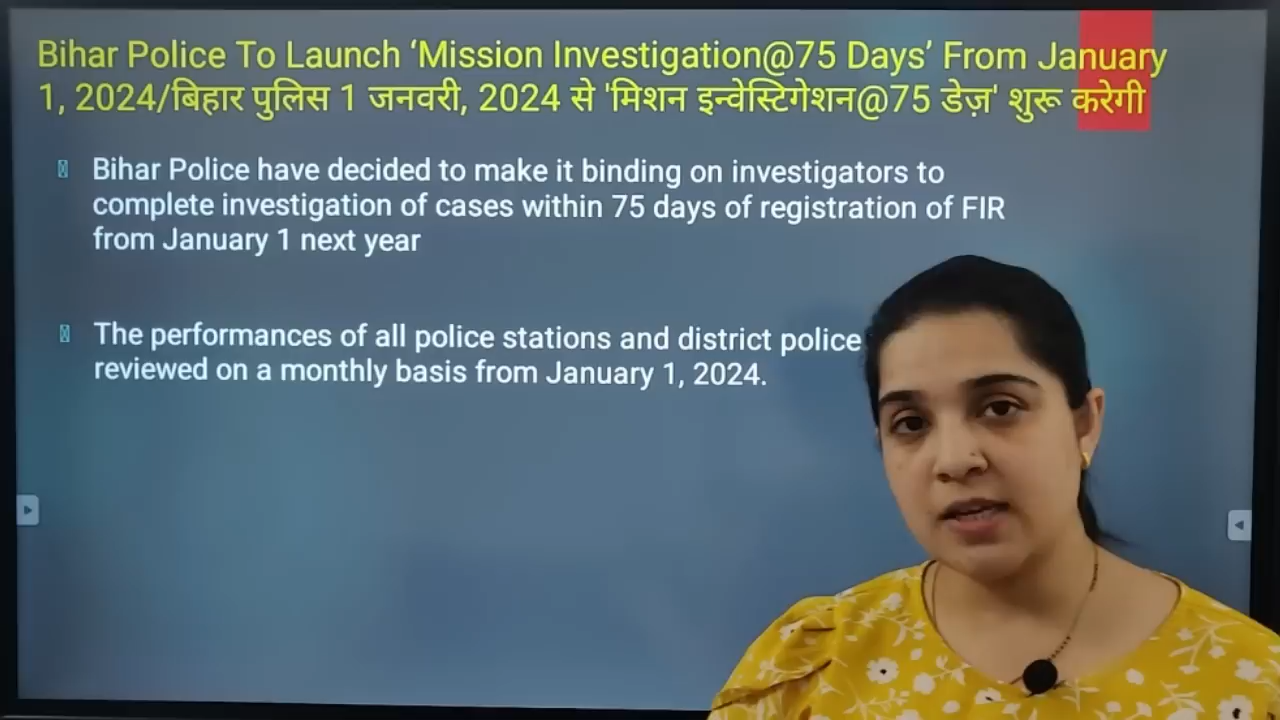 Bihar Police To Launch ‘Mission Investigation@75 Days’ From January
1, 2024/बिहार पुलिस 1 जनवरी, 2024 से 'मिशन इन्वेस्टिगेशन@75 डेज़' शुरू करेगी
Bihar Police have decided to make it binding on investigators to
complete investigation of cases within 75 days of registration of FIR
from January 1 next year
The performances of all police stations and district police
reviewed on a monthly basis from January 1, 2024.